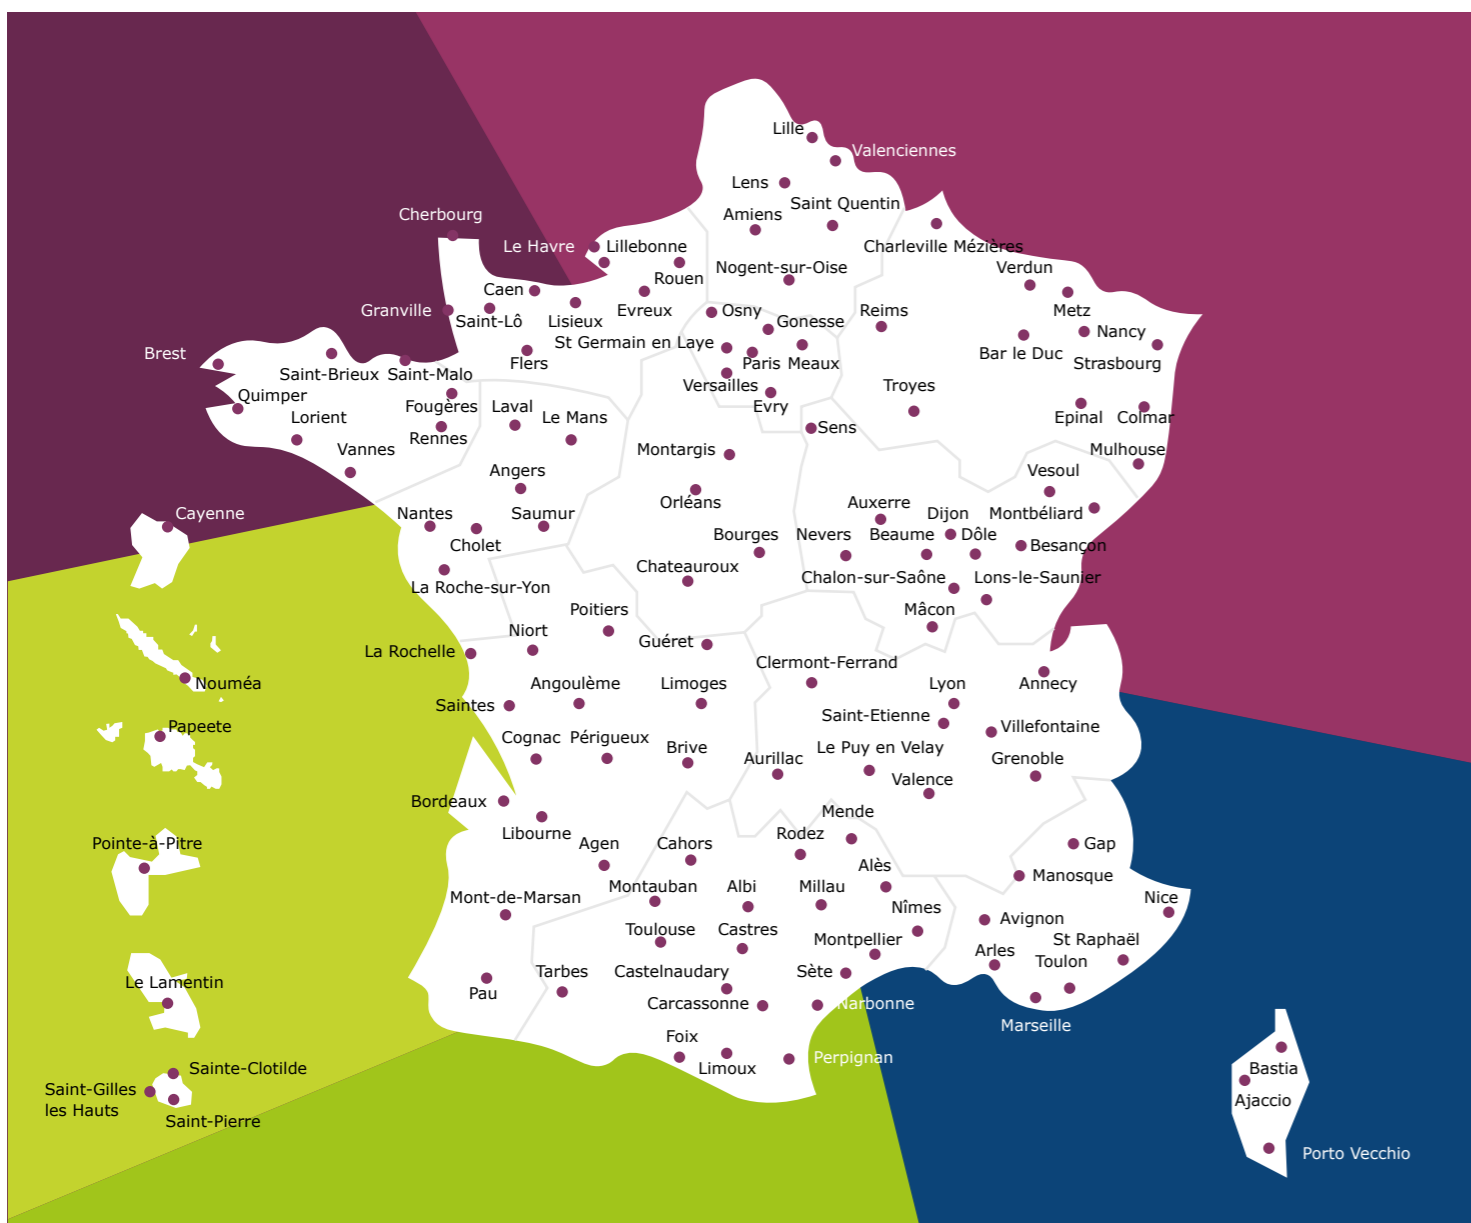 Lille
Valenciennes
Lens
Saint Quentin
Amiens
Cherbourg
Le Havre
Lillebonne
Charleville Mézières
Nogent-sur-Oise
Verdun
Rouen
Caen
Granville
Saint-Lô
Lisieux
Evreux
Osny
Gonesse
Reims
Metz
Nancy
St Germain en Laye
Brest
Saint-Brieux
Saint-Malo
Flers
Paris
Meaux
Bar le Duc
Strasbourg
Versailles
Troyes
Quimper
Lorient
Fougères
Laval
Le Mans
Evry
Epinal
Colmar
Rennes
Sens
Vannes
Montargis
Mulhouse
Angers
Vesoul
Orléans
Auxerre
Cayenne
Nantes
Saumur
Dijon
Montbéliard
Cholet
Bourges
Nevers
Beaume
Dôle
Besançon
Chateauroux
Chalon-sur-Saône
Lons-le-Saunier
La Roche-sur-Yon
Poitiers
Mâcon
Niort
Guéret
La Rochelle
Clermont-Ferrand
Nouméa
Angoulème
Limoges
Lyon
Annecy
Saintes
Saint-Etienne
Papeete
Villefontaine
Cognac
Périgueux
Brive
Le Puy en Velay
Aurillac
Grenoble
Valence
Bordeaux
Mende
Libourne
Rodez
Pointe-à-Pitre
Agen
Cahors
Gap
Alès
Manosque
Mont-de-Marsan
Montauban
Albi
Millau
Nice
Nîmes
Avignon
Toulouse
Castres
Montpellier
St Raphaël
Arles
Toulon
Le Lamentin
Tarbes
Castelnaudary
Sète
Pau
Carcassonne
Narbonne
Marseille
Foix
Perpignan
Limoux
Sainte-Clotilde
Bastia
Saint-Gilles
les Hauts
Ajaccio
Saint-Pierre
Porto Vecchio